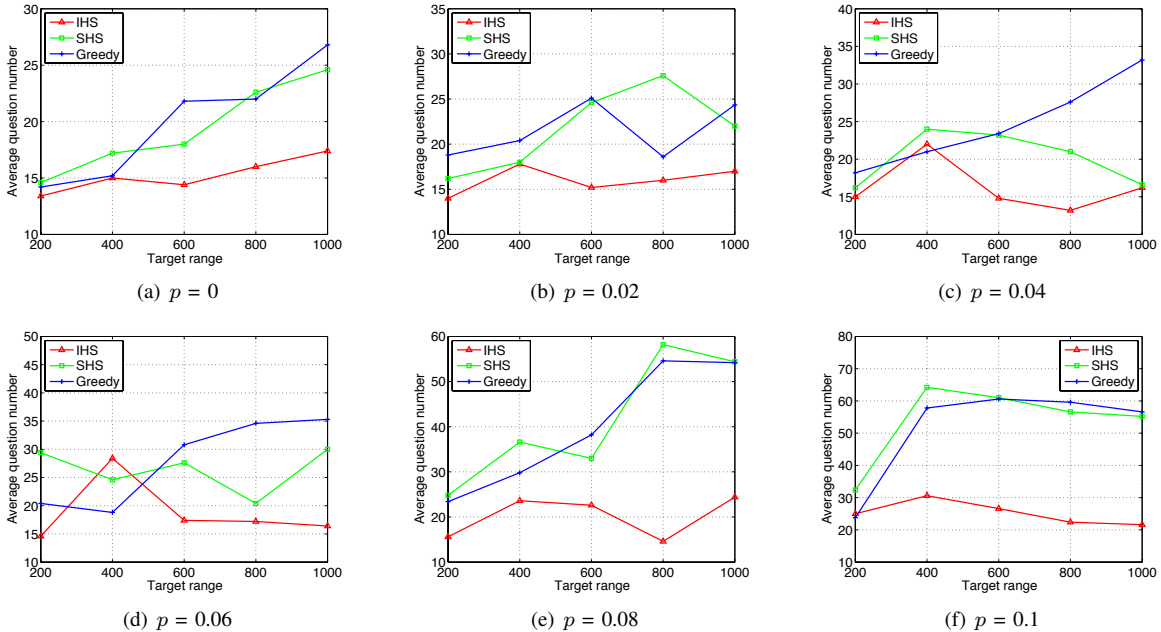 30
25
20
15
10
200 400 600 800 1000
Average question number
Target range
IHS
SHS
Greedy
(a) p = 0
35
30
25
20
15
10
200 400 600 800 1000
Average question number
Target range
IHS
SHS
Greedy
(b) p = 0.02
40
35
30
25
20
15
10
200 400 600 800 1000
Average question number
Target range
IHS
SHS
Greedy
(c) p = 0.04
50
45
40
35
30
25
20
15
10
200 400 600 800 1000
Average question number
Target range
IHS
SHS
Greedy
(d) p = 0.06
60
50
40
30
20
10
200 400 600 800 1000
Average question number
Target range
IHS
SHS
Greedy
(e) p = 0.08
80
70
60
50
40
30
20
10
200 400 600 800 1000
Average question number
Target range
IHS
SHS
Greedy
(f) p = 0.1